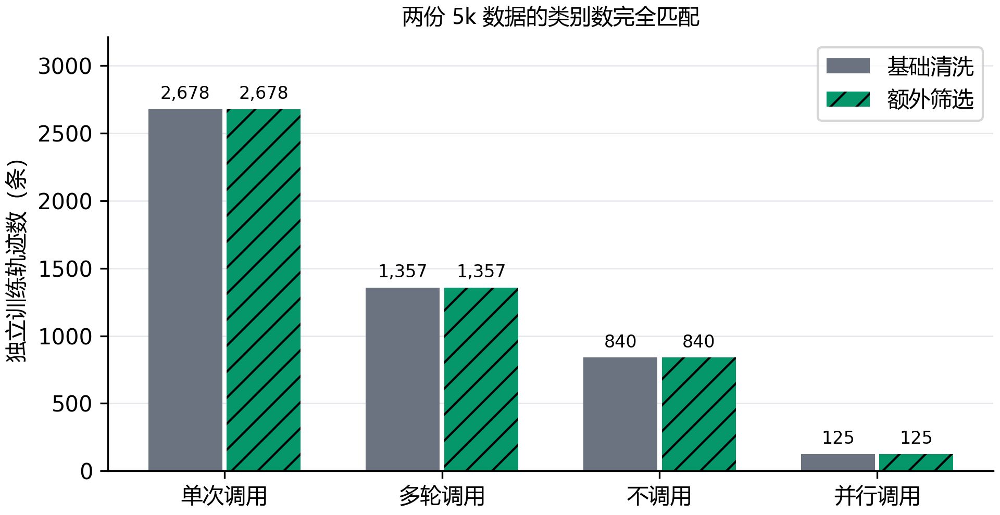 两份 5k 数据的类别数完全匹配
基础清洗
额外筛选
独立训练轨迹数（条）
3000
2500
2000
1500
1000
500
0
2,678
2,678
1,357
1,357
840
840
125
125
单次调用
多轮调用
不调用
并行调用